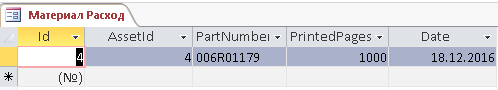 Материал Расход
Id AssetId PartNumber PrintedPages Date
4 4 006R01179 1000 18.12.2016
* (№)